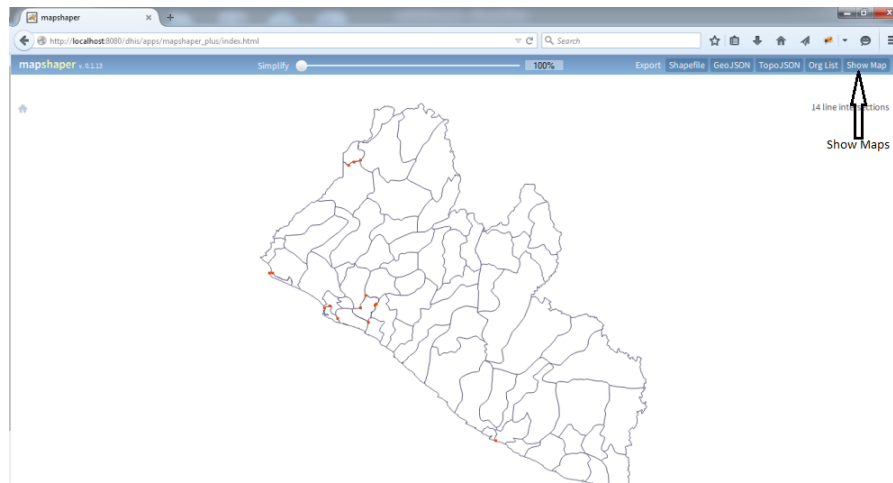 mapshaper
http://localhost:8080/dhis/apps/mapshaper_plus/index.html
Search
mapshaper v. 0.1.13
Simplify
100%
Export Shapefile GeoJSON TopoJSON Org List Show Map
14 line intersections
Show Maps